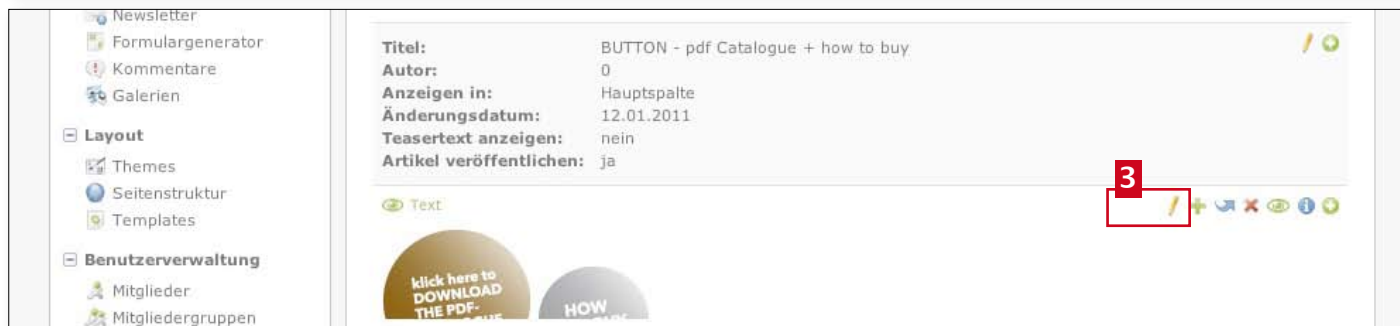 Newsletter
Formulargenerator
Kommentare
Galerien
Layout
Themes
Seitenstruktur
Templates
Benutzerverwaltung
Mitglieder
Mitgliedergruppen
Titel: BUTTON - pdf Catalogue + how to buy
Autor: 0
Anzeigen in: Hauptspalte
Änderungsdatum: 12.01.2011
Teasertext anzeigen: nein
Artikel veröffentlichen: ja
3
Text
klick here to
DOWNLOAD
THE PDF-
HOW